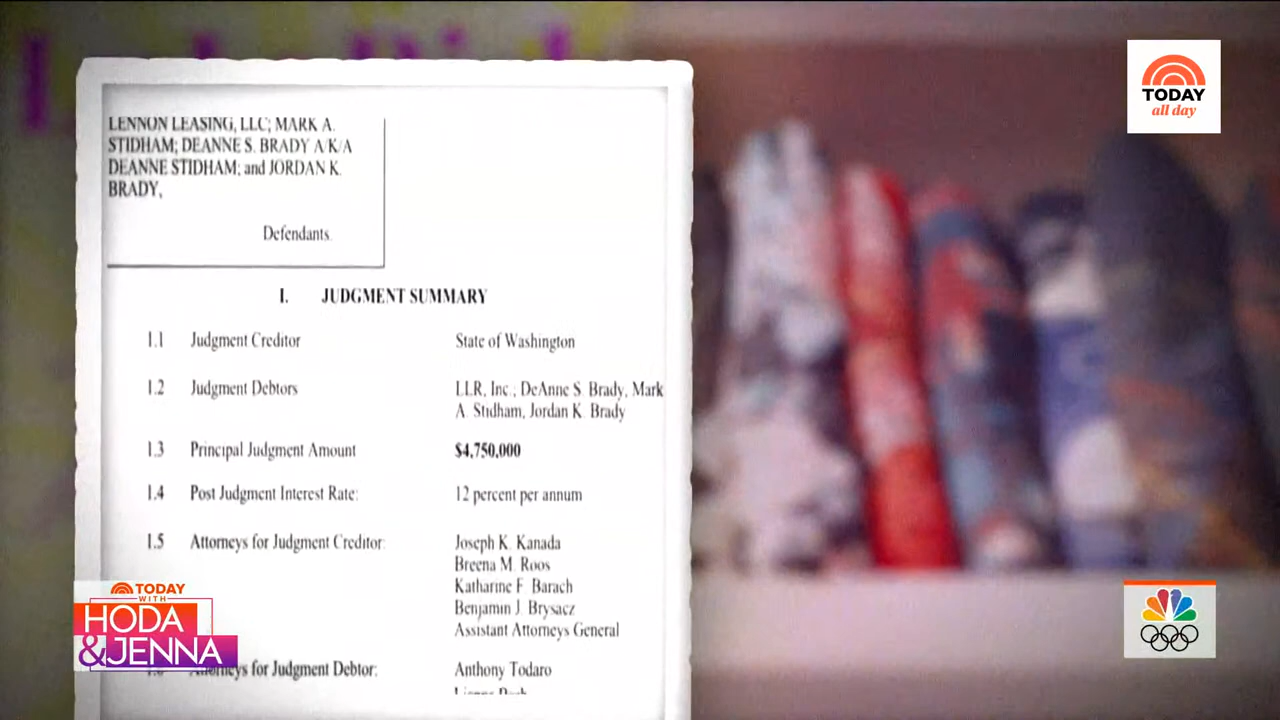 LENNON LEASING, LLC; MARK A.
STIDHAM; DEANNE S. BRADY A/K/A
DEANNE STIDHAM; and JORDAN K.
BRADY,
Defendants.
I. JUDGMENT SUMMARY
1.1 Judgment Creditor State of Washington
1.2 Judgment Debtors LLR, Inc.; DeAnne S. Brady, Mark
A. Stidham, Jordan K. Brady
1.3 Principal Judgment Amount $4,750,000
1.4 Post Judgment Interest Rate: 12 percent per annum
1.5 Attorneys for Judgment Creditor: Joseph K. Kanada
Breena M. Roos
Katharine F. Barach
Benjamin J. Brysacz
Assistant Attorneys General
for Judgment Debtor: Anthony Todaro
TODAY
WITH
HODA
&JENNA
TODAY
all day